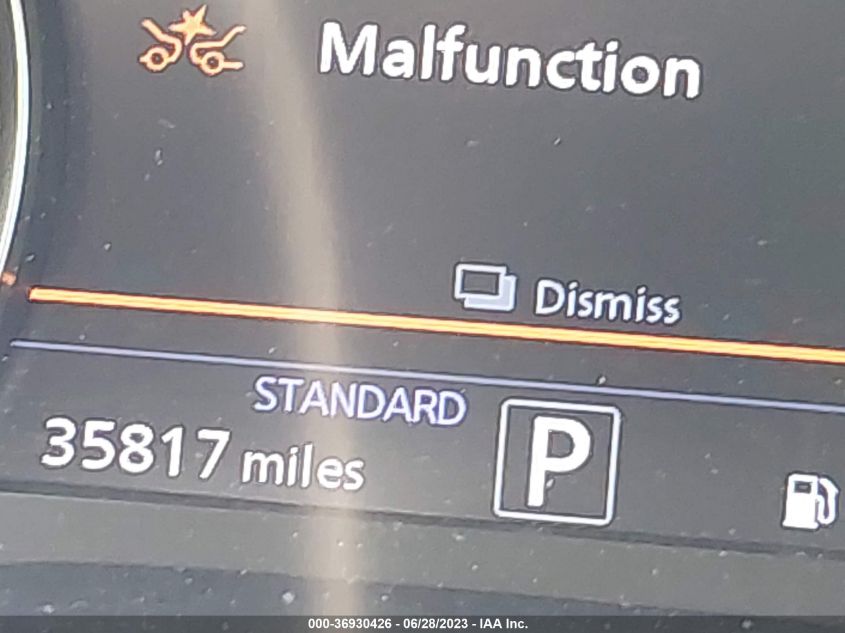 Malfunction
Dismiss
STANDARD
35817 miles
P
000-36930426 - 06/28/2023 - IAA Inc.